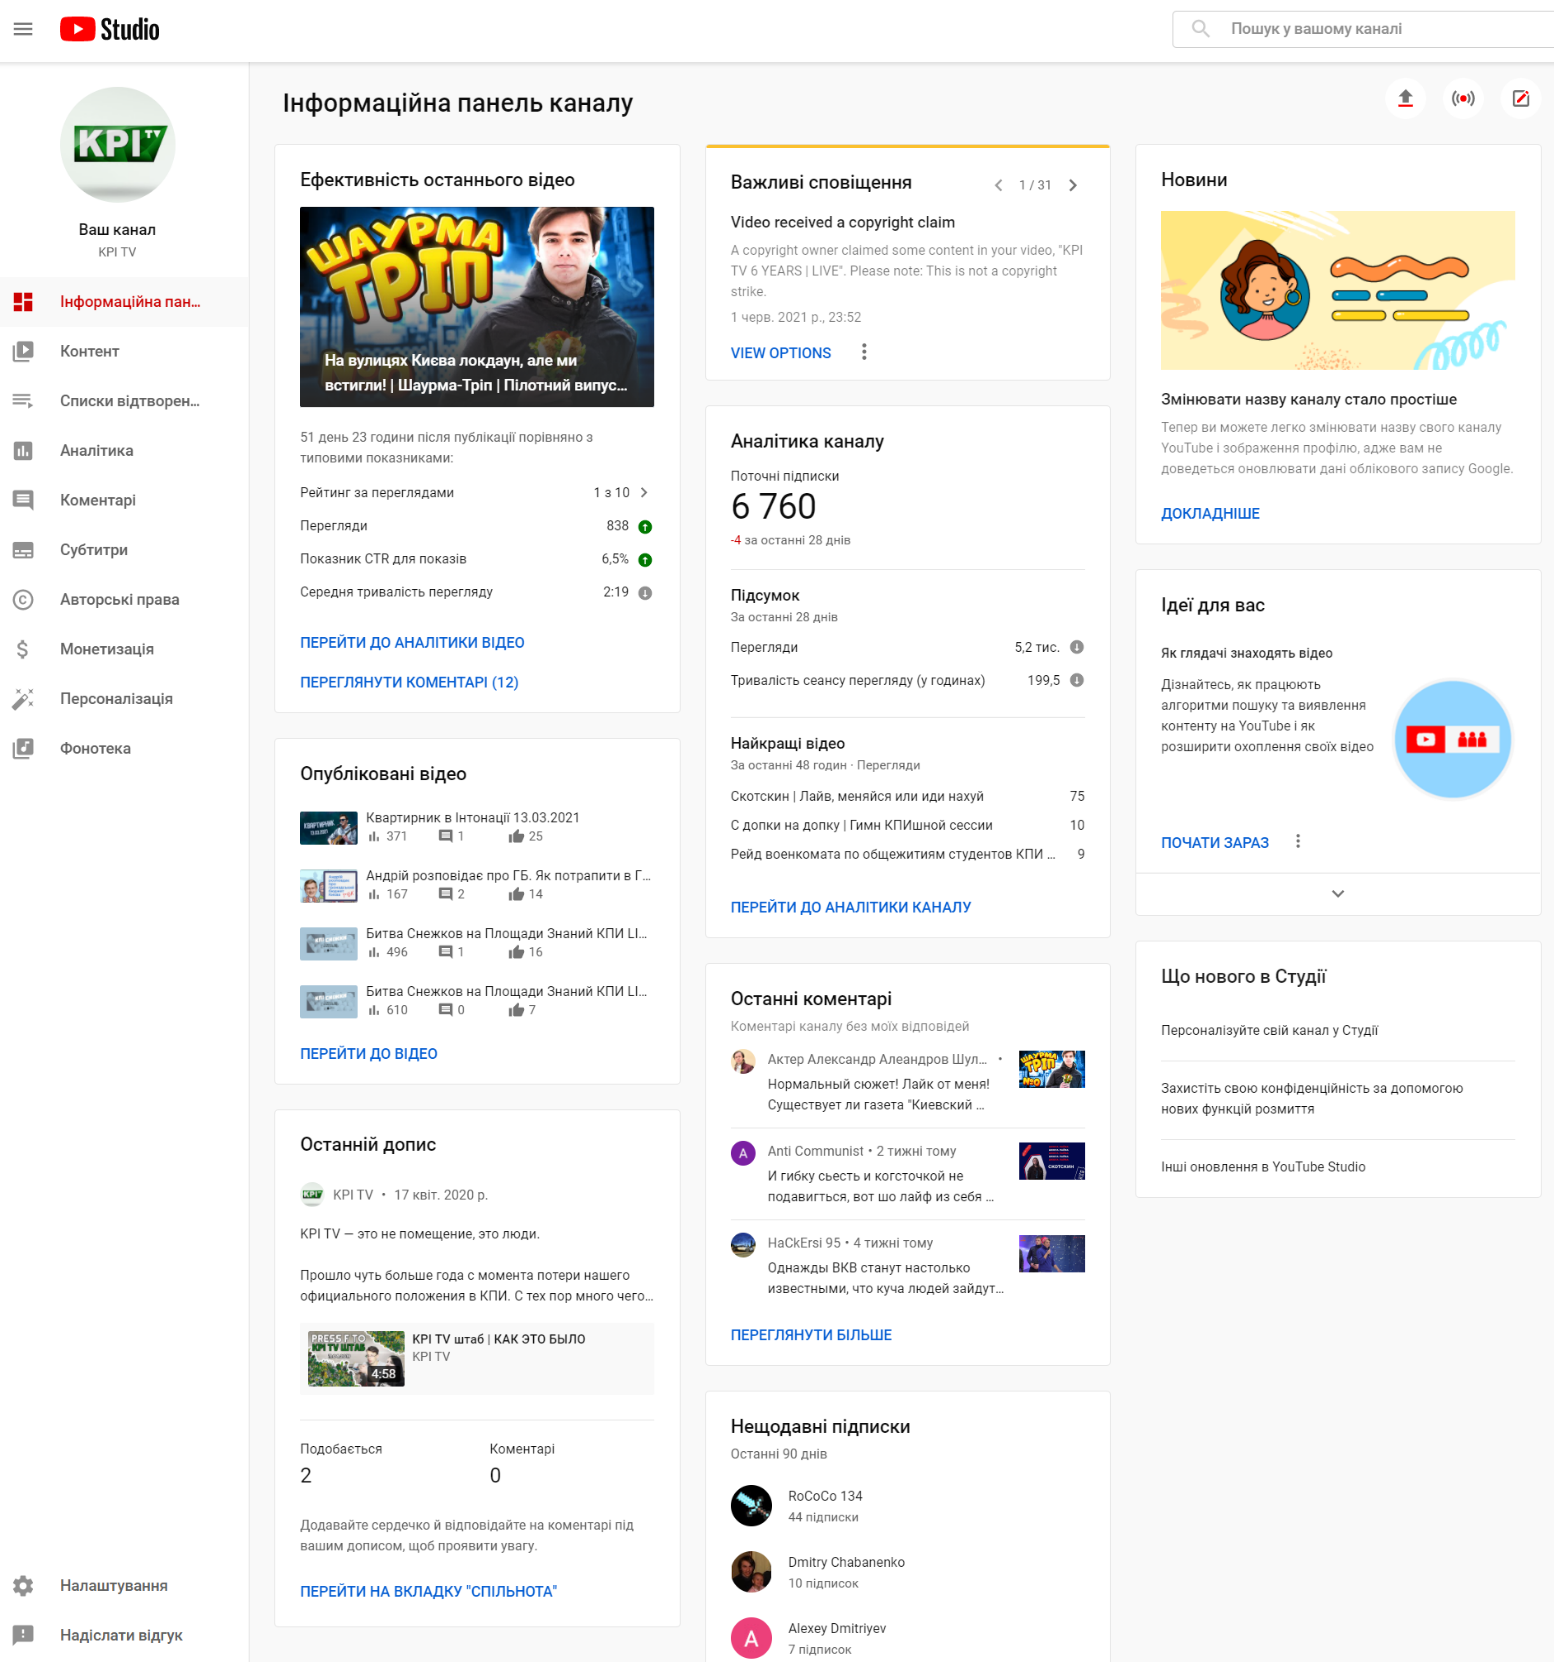 Studio
Пошук у вашому каналі
KPI TV
Ваш канал
KPI TV
Інформаційна пан...
Контент
Списки відтворен...
Аналітика
Коментарі
Субтитри
Авторські права
Монетизація
Персоналізація
Фонотека
Налаштування
Надіслати відгук
Інформаційна панель каналу
Ефективність останнього відео
ШАУРМА
ТРІП
На вулицях Києва локдаун, але ми
встигли! | Шаурма-Тріп | Пілотний випус...
51 день 23 години після публікації порівняно з
типовими показниками:
Рейтинг за переглядами 1 з 10
Перегляди 838
Показник CTR для показів 6,5%
Середня тривалість перегляду 2:19
ПЕРЕЙТИ ДО АНАЛІТИКИ ВІДЕО
ПЕРЕГЛЯНУТИ КОМЕНТАРІ (12)
Опубліковані відео
Квартирник в Інтонації 13.03.2021
371 1 25
Андрій розповідає про ГБ. Як потрапити в Г...
167 2 14
Битва Снежков на Площади Знаний КПИ LI...
496 1 16
Битва Снежков на Площади Знаний КПИ LI...
610 0 7
ПЕРЕЙТИ ДО ВІДЕО
Останній допис
KPI TV • 17 квіт. 2020 р.
KPI TV — это не помещение, это люди.
Прошло чуть больше года с момента потери нашего
официального положения в КПИ. С тех пор много чего...
PRESS F TO
KPI TV ШТАБ
4:58
KPI TV штаб | КАК ЭТО БЫЛО
KPI TV
Подобається Коментарі
2 0
Додавайте сердечко й відповідайте на коментарі під
вашим дописом, щоб проявити увагу.
ПЕРЕЙТИ НА ВКЛАДКУ "СПІЛЬНОТА"
Важливі сповіщення 1 / 31
Video received a copyright claim
A copyright owner claimed some content in your video, "KPI
TV 6 YEARS | LIVE". Please note: This is not a copyright
strike.
1 черв. 2021 р., 23:52
VIEW OPTIONS
Аналітика каналу
Поточні підписки
6 760
-4 за останні 28 днів
Підсумок
За останні 28 днів
Перегляди 5,2 тис.
Тривалість сеансу перегляду (у годинах) 199,5
Найкращі відео
За останні 48 годин · Перегляди
Скотскин | Лайв, меняйся или иди нахуй 75
С допки на допку | Гимн КПИшной сессии 10
Рейд военкомата по общежитиям студентов КПИ ... 9
ПЕРЕЙТИ ДО АНАЛІТИКИ КАНАЛУ
Останні коментарі
Коментарі каналу без моїх відповідей
Актер Александр Алеандров Шул... •
Нормальный сюжет! Лайк от меня!
Существует ли газета "Киевский ...
ШАУРМА
ТРІП
№0
A
Anti Communist • 2 тижні тому
И гибку сьесть и когсточкой не
подавигться, вот шо лайф из себя ...
СКОТСКИН
HaCkErsi 95 • 4 тижні тому
Однажды ВКВ станут настолько
известными, что куча людей зайдут...
ПЕРЕГЛЯНУТИ БІЛЬШЕ
Нещодавні підписки
Останні 90 днів
RoCoCo 134
44 підписки
Dmitry Chabanenko
10 підписок
A
Alexey Dmitriyev
7 підписок
Новини
Змінювати назву каналу стало простіше
Тепер ви можете легко змінювати назву свого каналу
YouTube і зображення профілю, адже вам не
доведеться оновлювати дані облікового запису Google.
ДОКЛАДНІШЕ
Ідеї для вас
Як глядачі знаходять відео
Дізнайтесь, як працюють
алгоритми пошуку та виявлення
контенту на YouTube і як
розширити охоплення своїх відео
ПОЧАТИ ЗАРАЗ
Що нового в Студії
Персоналізуйте свій канал у Студії
Захистіть свою конфіденційність за допомогою
нових функцій розмиття
Інші оновлення в YouTube Studio